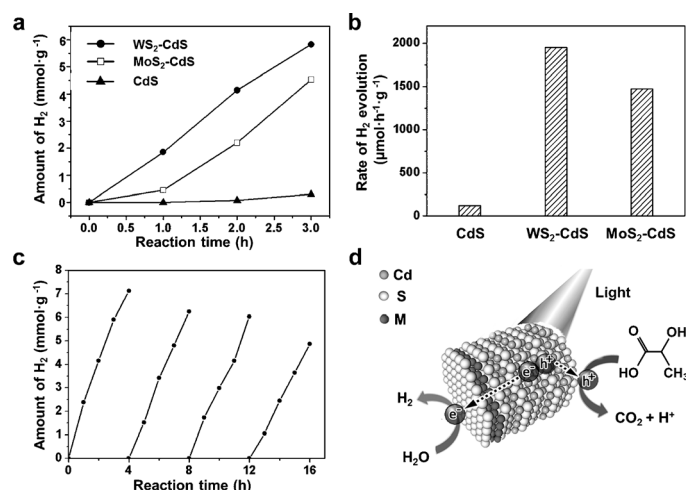 a
Amount of H₂ (mmol·g⁻¹)
6
5
4
3
2
1
0
WS₂-CdS
MoS₂-CdS
CdS
0.0 0.5 1.0 1.5 2.0 2.5 3.0
Reaction time (h)
b
Rate of H₂ evolution
(μmol·h⁻¹·g⁻¹)
2000
1500
1000
500
0
CdS WS₂-CdS MoS₂-CdS
c
Amount of H₂ (mmol·g⁻¹)
8
7
6
5
4
3
2
1
0
0 4 8 12 16
Reaction time (h)
d
Cd
S
M
Light
e⁻ h⁺
h⁺
e⁻
H₂
H₂O
O
OH
HO
CH₃
CO₂ + H⁺